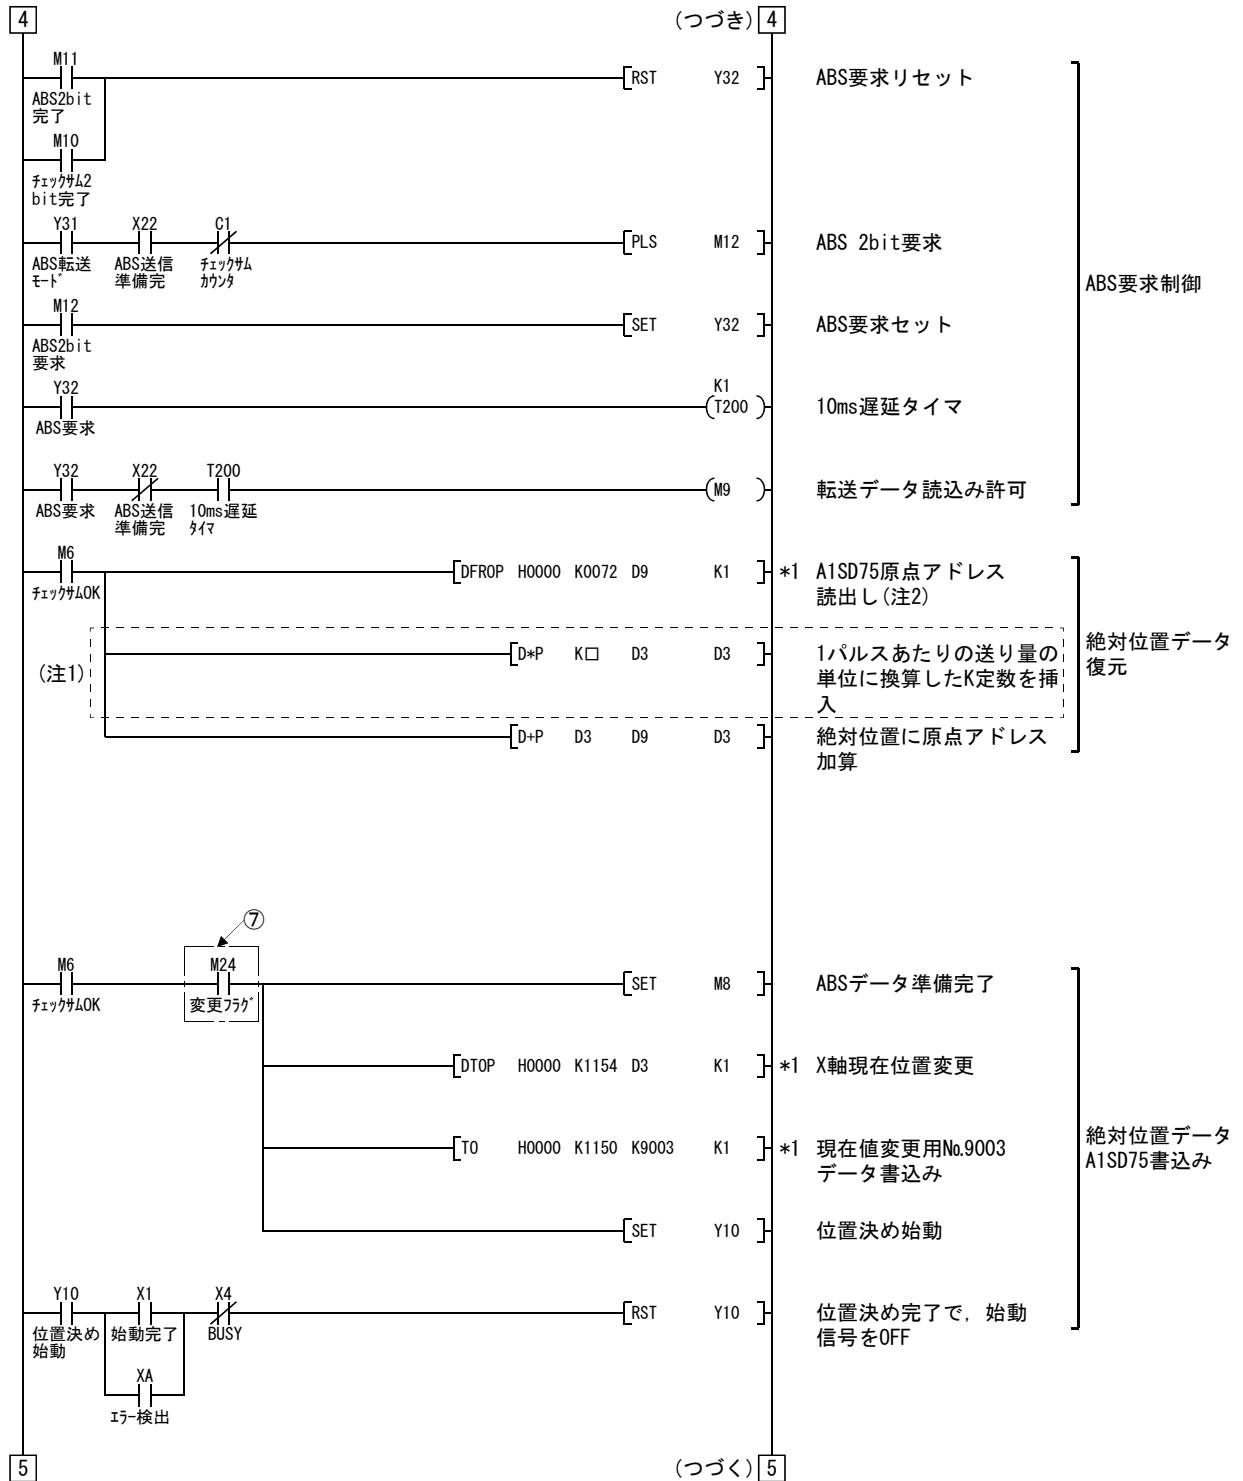 4 (つづき) 4
M11
RST Y32 ABS要求リセット
ABS2bit
完了
M10
チェックサム2
bit完了
Y31 X22 C1
PLS M12 ABS 2bit要求
ABS転送 ABS送信 チェックサム
モード 準備完 カウンタ
ABS要求制御
M12
SET Y32 ABS要求セット
ABS2bit
要求
Y32 K1
T200 10ms遅延タイマ
ABS要求
Y32 X22 T200
M9 転送データ読込み許可
ABS要求 ABS送信 10ms遅延
準備完 タイマ
M6
DFROP H0000 K0072 D9 K1 *1 A1SD75原点アドレス
チェックサムOK 読出し(注2)
絶対位置データ
復元
(注1) D*P K□ D3 D3 1パルスあたりの送り量の
単位に換算したK定数を挿
入
D+P D3 D9 D3 絶対位置に原点アドレス
加算
⑦
M6 M24
SET M8 ABSデータ準備完了
チェックサムOK 変更フラグ
DTOP H0000 K1154 D3 K1 *1 X軸現在位置変更
絶対位置データ
A1SD75書込み
TO H0000 K1150 K9003 K1 *1 現在値変更用№9003
データ書込み
SET Y10 位置決め始動
Y10 X1 X4
RST Y10 位置決め完了で, 始動
信号をOFF
位置決め 始動完了 BUSY
始動
XA
エラー検出
5 (つづく) 5